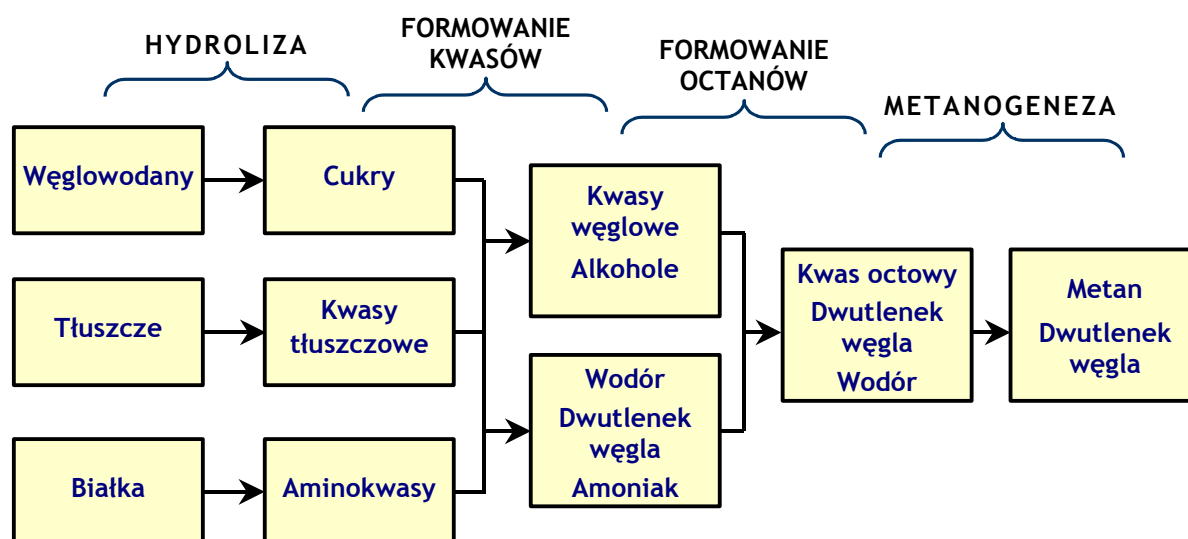 HYDROLIZA
FORMOWANIE
KWASÓW
FORMOWANIE
OCTANÓW
METANOGENEZA
Węglowodany
Cukry
Tłuszcze
Kwasy
tłuszczowe
Białka
Aminokwasy
Kwasy
węglowe
Alkohole
Wodór
Dwutlenek
węgla
Amoniak
Kwas octowy
Dwutlenek
węgla
Wodór
Metan
Dwutlenek
węgla